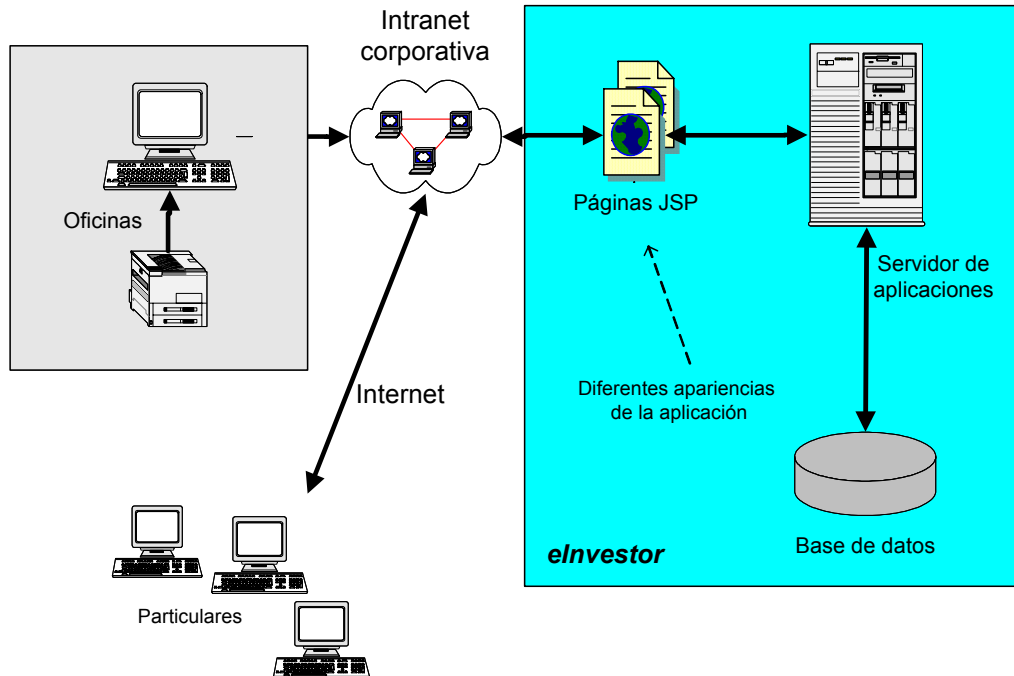 Intranet
corporativa
Oficinas
Páginas JSP
Servidor de
aplicaciones
Internet
Diferentes apariencias
de la aplicación
eInvestor
Base de datos
Particulares